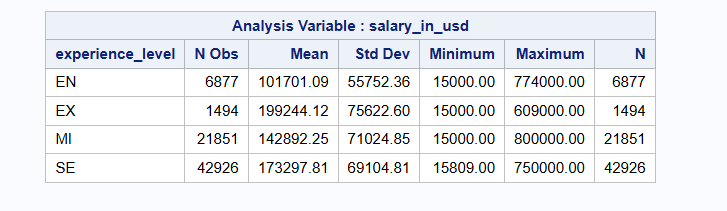 Analysis Variable : salary_in_usd
experience_level N Obs Mean Std Dev Minimum Maximum N
EN 6877 101701.09 55752.36 15000.00 774000.00 6877
EX 1494 199244.12 75622.60 15000.00 609000.00 1494
MI 21851 142892.25 71024.85 15000.00 800000.00 21851
SE 42926 173297.81 69104.81 15809.00 750000.00 42926